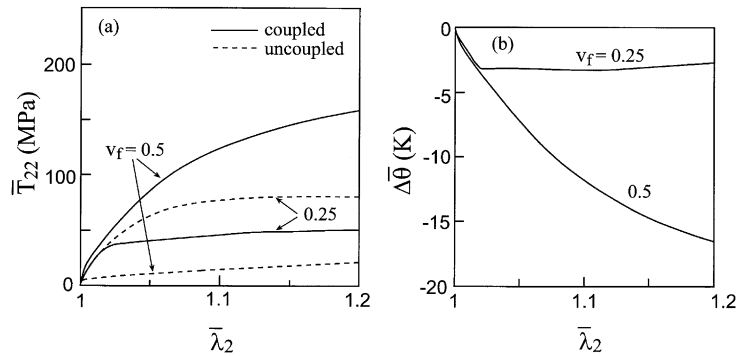 (a)
coupled
uncoupled
200
100
0
T̅22 (MPa)
vf = 0.5
0.25
1
1.1
1.2
λ̅2
(b)
0
-5
-10
-15
-20
Δθ̅ (K)
vf = 0.25
0.5
1
1.1
1.2
λ̅2